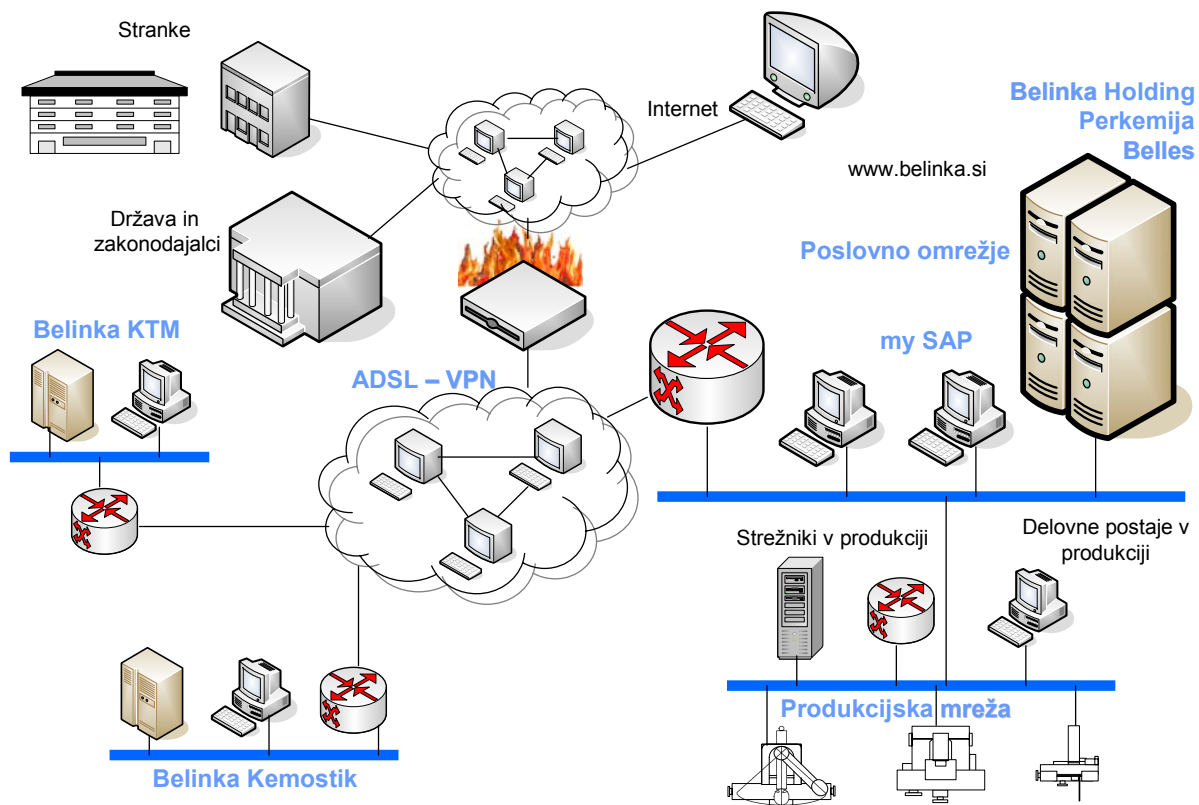 Stranke
Internet
Belinka Holding
Perkemija
Belles
www.belinka.si
Država in
zakonodajalci
Poslovno omrežje
Belinka KTM
my SAP
ADSL – VPN
Strežniki v produkciji
Delovne postaje v
produkciji
Produkcijska mreža
Belinka Kemostik